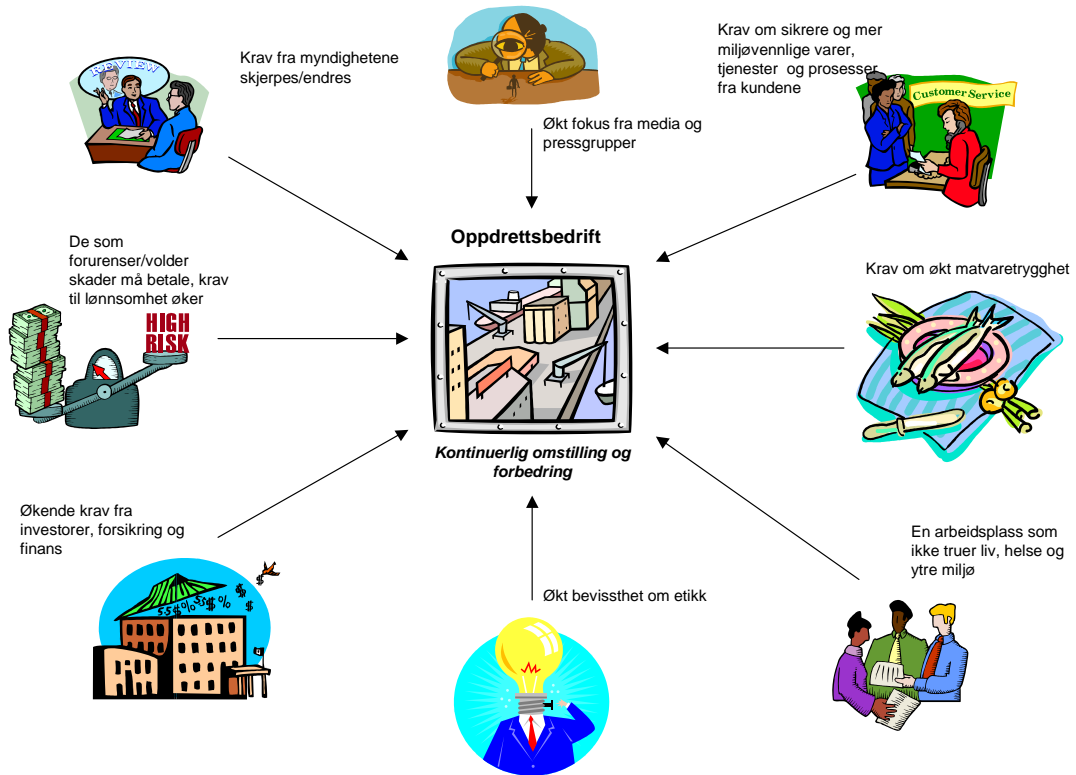 REVIEW
Krav fra myndighetene
skjerpes/endres
Økt fokus fra media og
pressgrupper
Krav om sikrere og mer
miljøvennlige varer,
tjenester og prosesser
fra kundene
Customer Service
De som
forurenser/volder
skader må betale, krav
til lønnsomhet øker
HIGH
RISK
Oppdrettsbedrift
Kontinuerlig omstilling og
forbedring
Krav om økt matvaretrygghet
Økende krav fra
investorer, forsikring og
finans
Økt bevissthet om etikk
En arbeidsplass som
ikke truer liv, helse og
ytre miljø